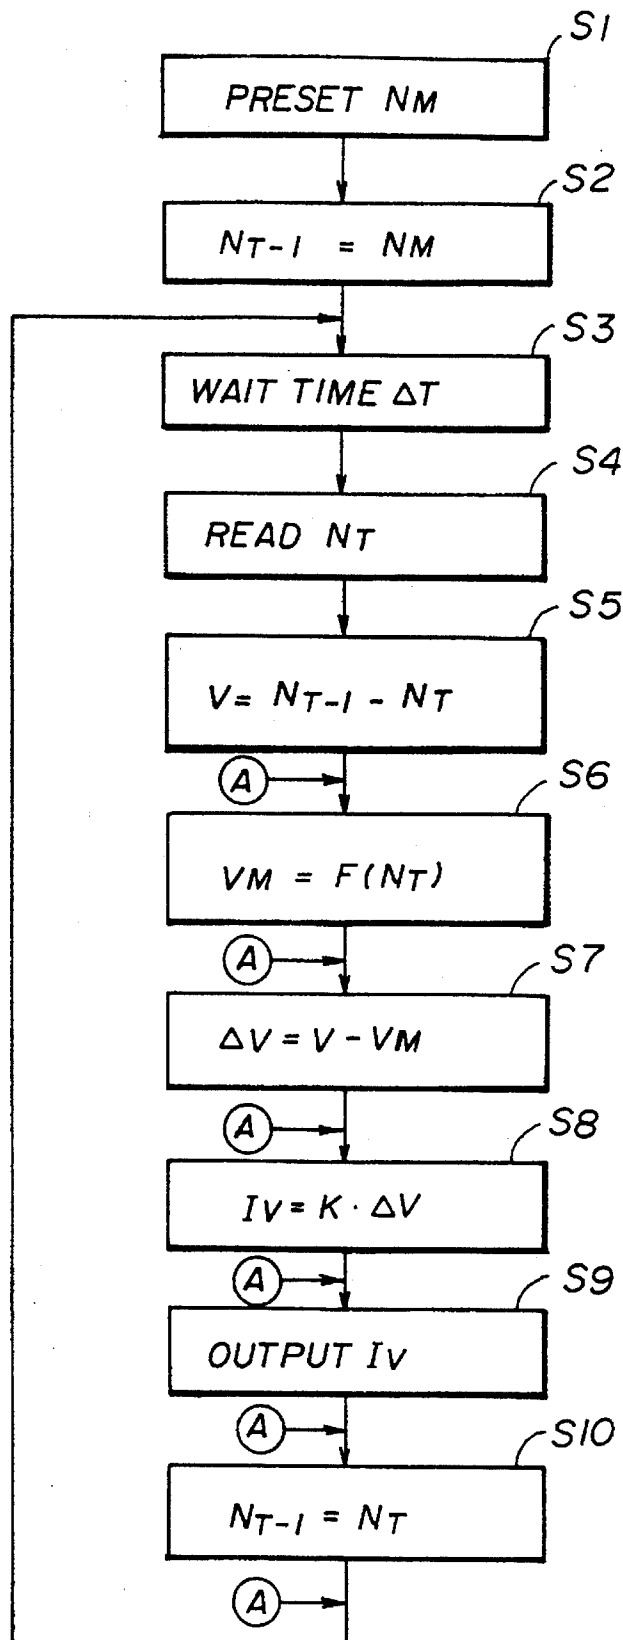 S1
PRESET NM
S2
NT-1 = NM
S3
WAIT TIME ΔT
S4
READ NT
S5
V= NT-1 - NT
A
S6
VM = F(NT)
A
S7
ΔV = V - VM
A
S8
IV = K · ΔV
A
S9
OUTPUT IV
A
S10
NT-1 = NT
A